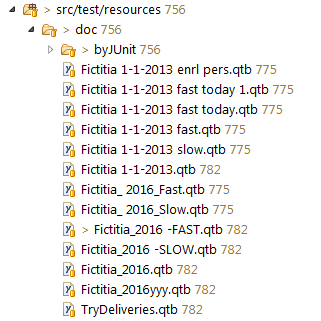 > src/test/resources 756
> doc 756
> byJUnit 756
Fictitia 1-1-2013 enrl pers.qtb 775
Fictitia 1-1-2013 fast today 1.qtb 775
Fictitia 1-1-2013 fast today.qtb 775
Fictitia 1-1-2013 fast.qtb 775
Fictitia 1-1-2013 slow.qtb 775
Fictitia 1-1-2013.qtb 782
Fictitia_ 2016_Fast.qtb 775
Fictitia_ 2016_Slow.qtb 775
> Fictitia_2016 -FAST.qtb 782
Fictitia_2016 -SLOW.qtb 782
Fictitia_2016.qtb 782
Fictitia_2016yyy.qtb 782
TryDeliveries.qtb 782